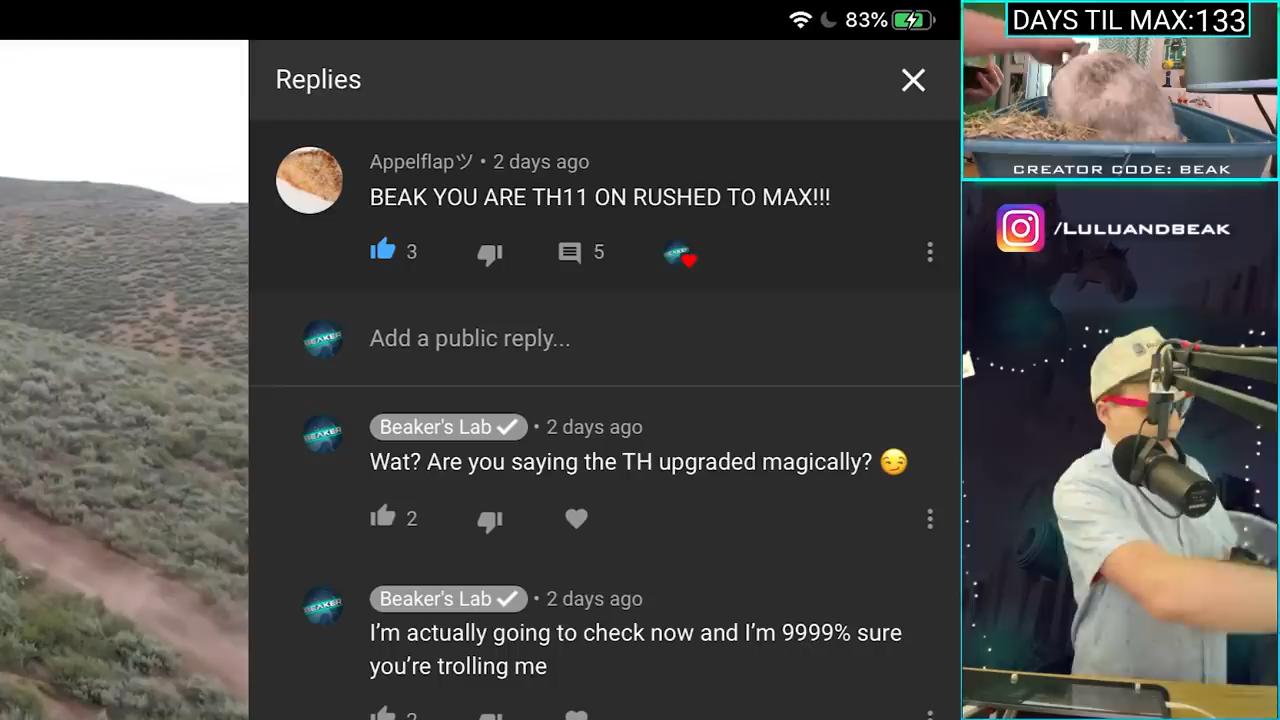 83%
DAYS TIL MAX:133
Replies
Appelflapツ • 2 days ago
BEAK YOU ARE TH11 ON RUSHED TO MAX!!!
3
5
CREATOR CODE: BEAK
/LULUANDBEAK
BEAKER
Add a public reply...
BEAKER
Beaker's Lab • 2 days ago
Wat? Are you saying the TH upgraded magically? 😏
2
BEAKER
Beaker's Lab • 2 days ago
I'm actually going to check now and I'm 9999% sure
you're trolling me